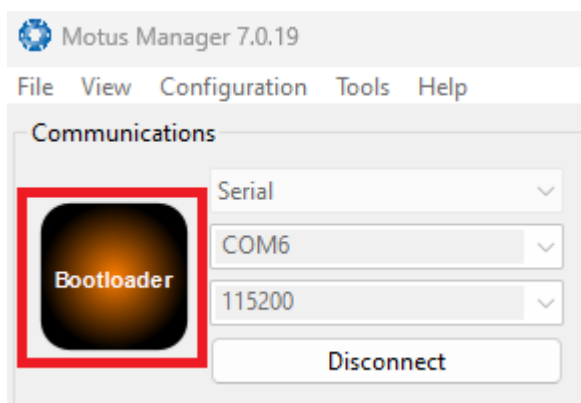 Motus Manager 7.0.19
File View Configuration Tools Help
Communications
Serial
COM6
Bootloader
115200
Disconnect